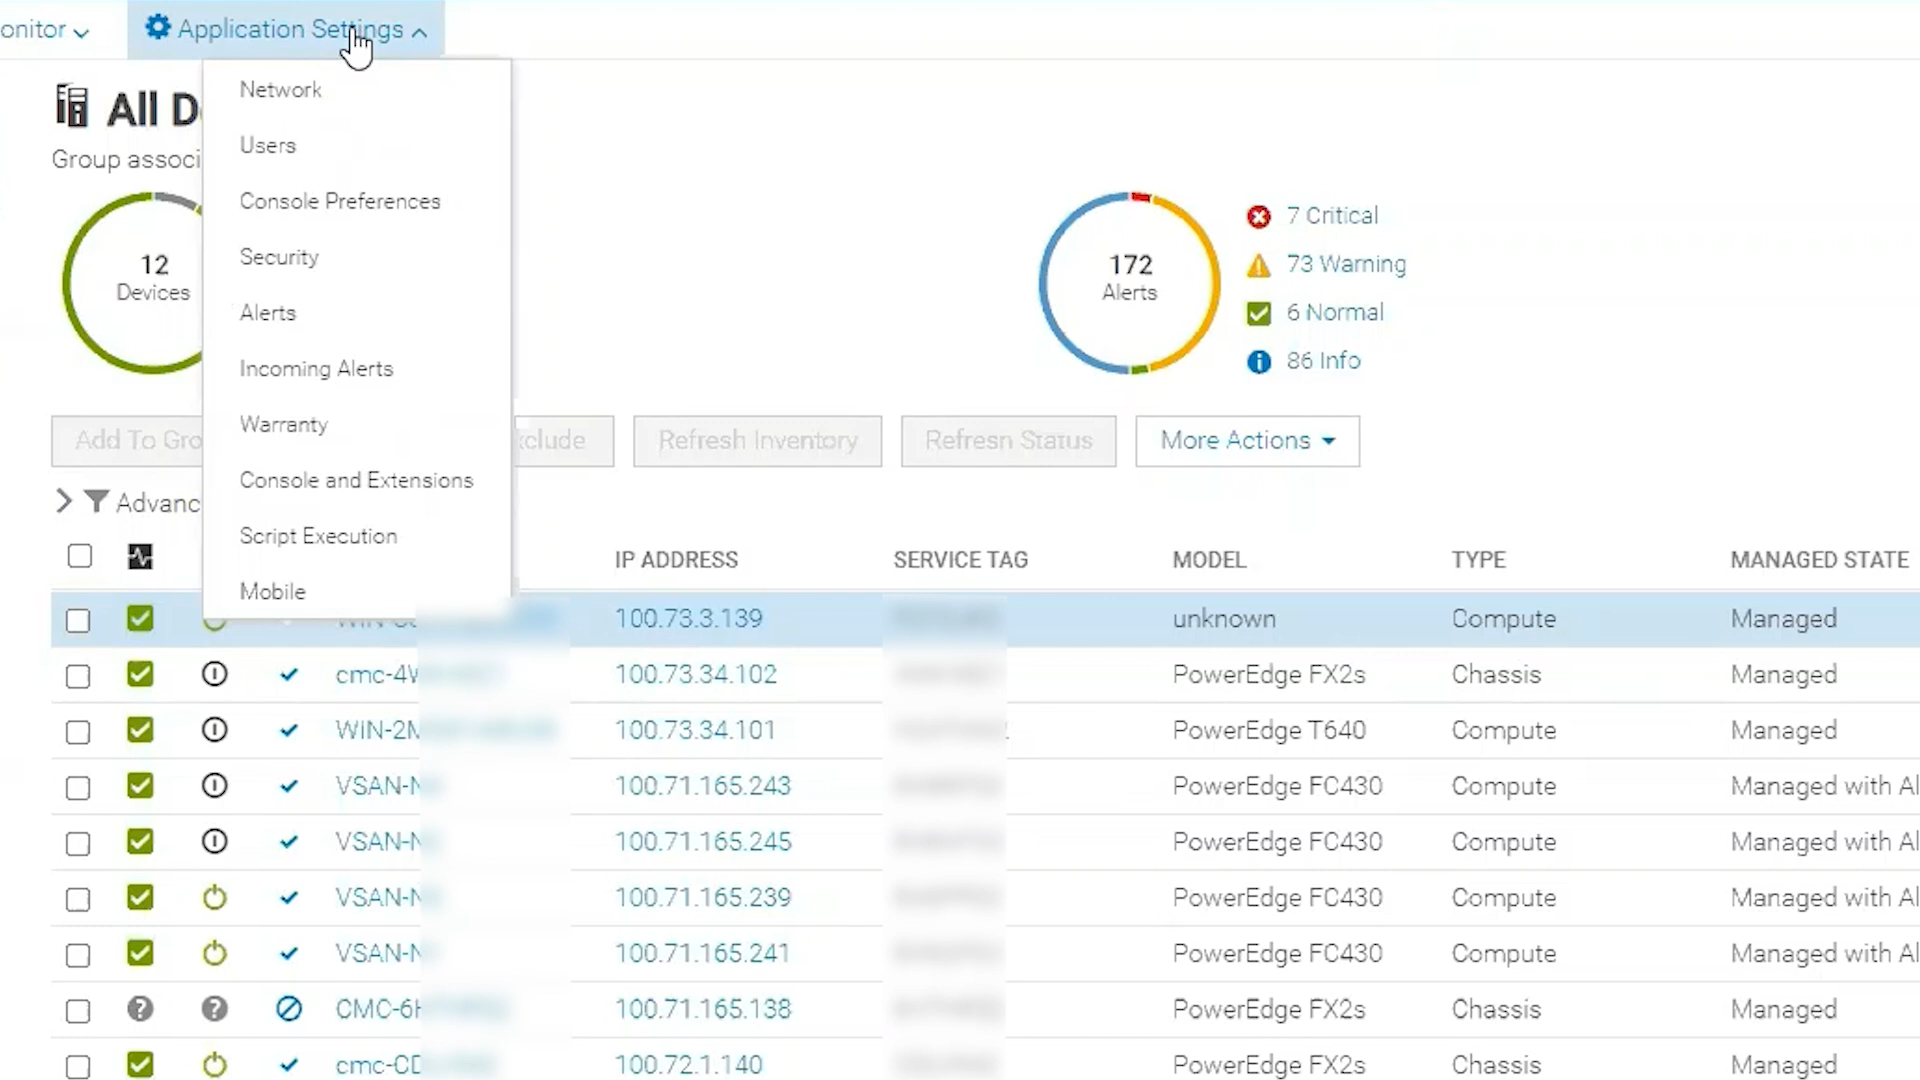 onitor
Application Settings
Network
Users
Console Preferences
Security
Alerts
Incoming Alerts
Warranty
Console and Extensions
Script Execution
Mobile
All D
Group associ
12
Devices
172
Alerts
7 Critical
73 Warning
6 Normal
86 Info
Add To Gro
xclude
Refresh Inventory
Refresh Status
More Actions
Advanc
IP ADDRESS SERVICE TAG MODEL TYPE MANAGED STATE
100.73.3.139 unknown Compute Managed
cmc-4W 100.73.34.102 PowerEdge FX2s Chassis Managed
WIN-2M 100.73.34.101 PowerEdge T640 Compute Managed
VSAN-N 100.71.165.243 PowerEdge FC430 Compute Managed with Al
VSAN-N 100.71.165.245 PowerEdge FC430 Compute Managed with Al
VSAN-N 100.71.165.239 PowerEdge FC430 Compute Managed with Al
VSAN-N 100.71.165.241 PowerEdge FC430 Compute Managed with Al
CMC-6H 100.71.165.138 PowerEdge FX2s Chassis Managed
cmc-CD 100.72.1.140 PowerEdge FX2s Chassis Managed